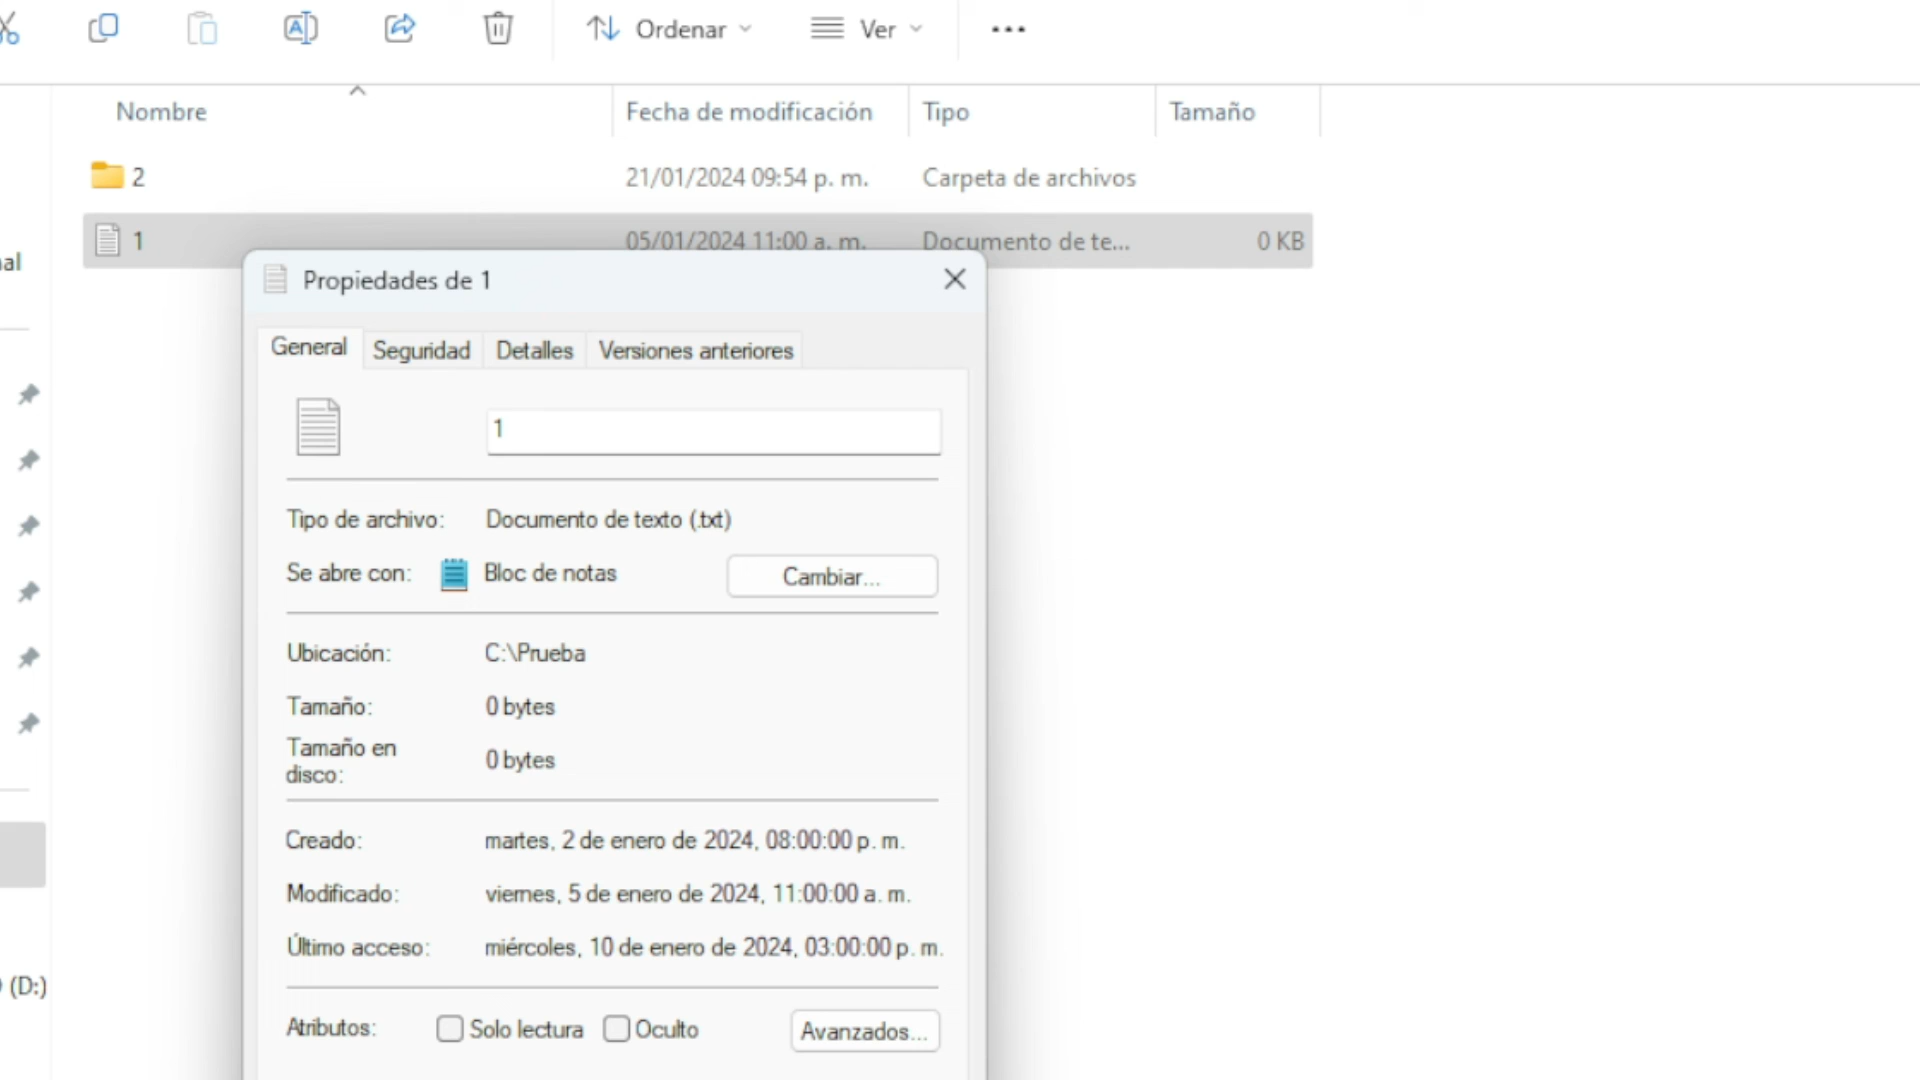 Ordenar Ver
Nombre Fecha de modificación Tipo Tamaño
2 21/01/2024 09:54 p. m. Carpeta de archivos
1 05/01/2024 11:00 a. m. Documento de te... 0 KB
al
Propiedades de 1
General Seguridad Detalles Versiones anteriores
1
Tipo de archivo: Documento de texto (.txt)
Se abre con: Bloc de notas Cambiar...
Ubicación: C:\Prueba
Tamaño: 0 bytes
Tamaño en
disco: 0 bytes
Creado: martes, 2 de enero de 2024, 08:00:00 p. m.
Modificado: viernes, 5 de enero de 2024, 11:00:00 a. m.
Último acceso: miércoles, 10 de enero de 2024, 03:00:00 p. m.
(D:)
Atributos: Solo lectura Oculto Avanzados...